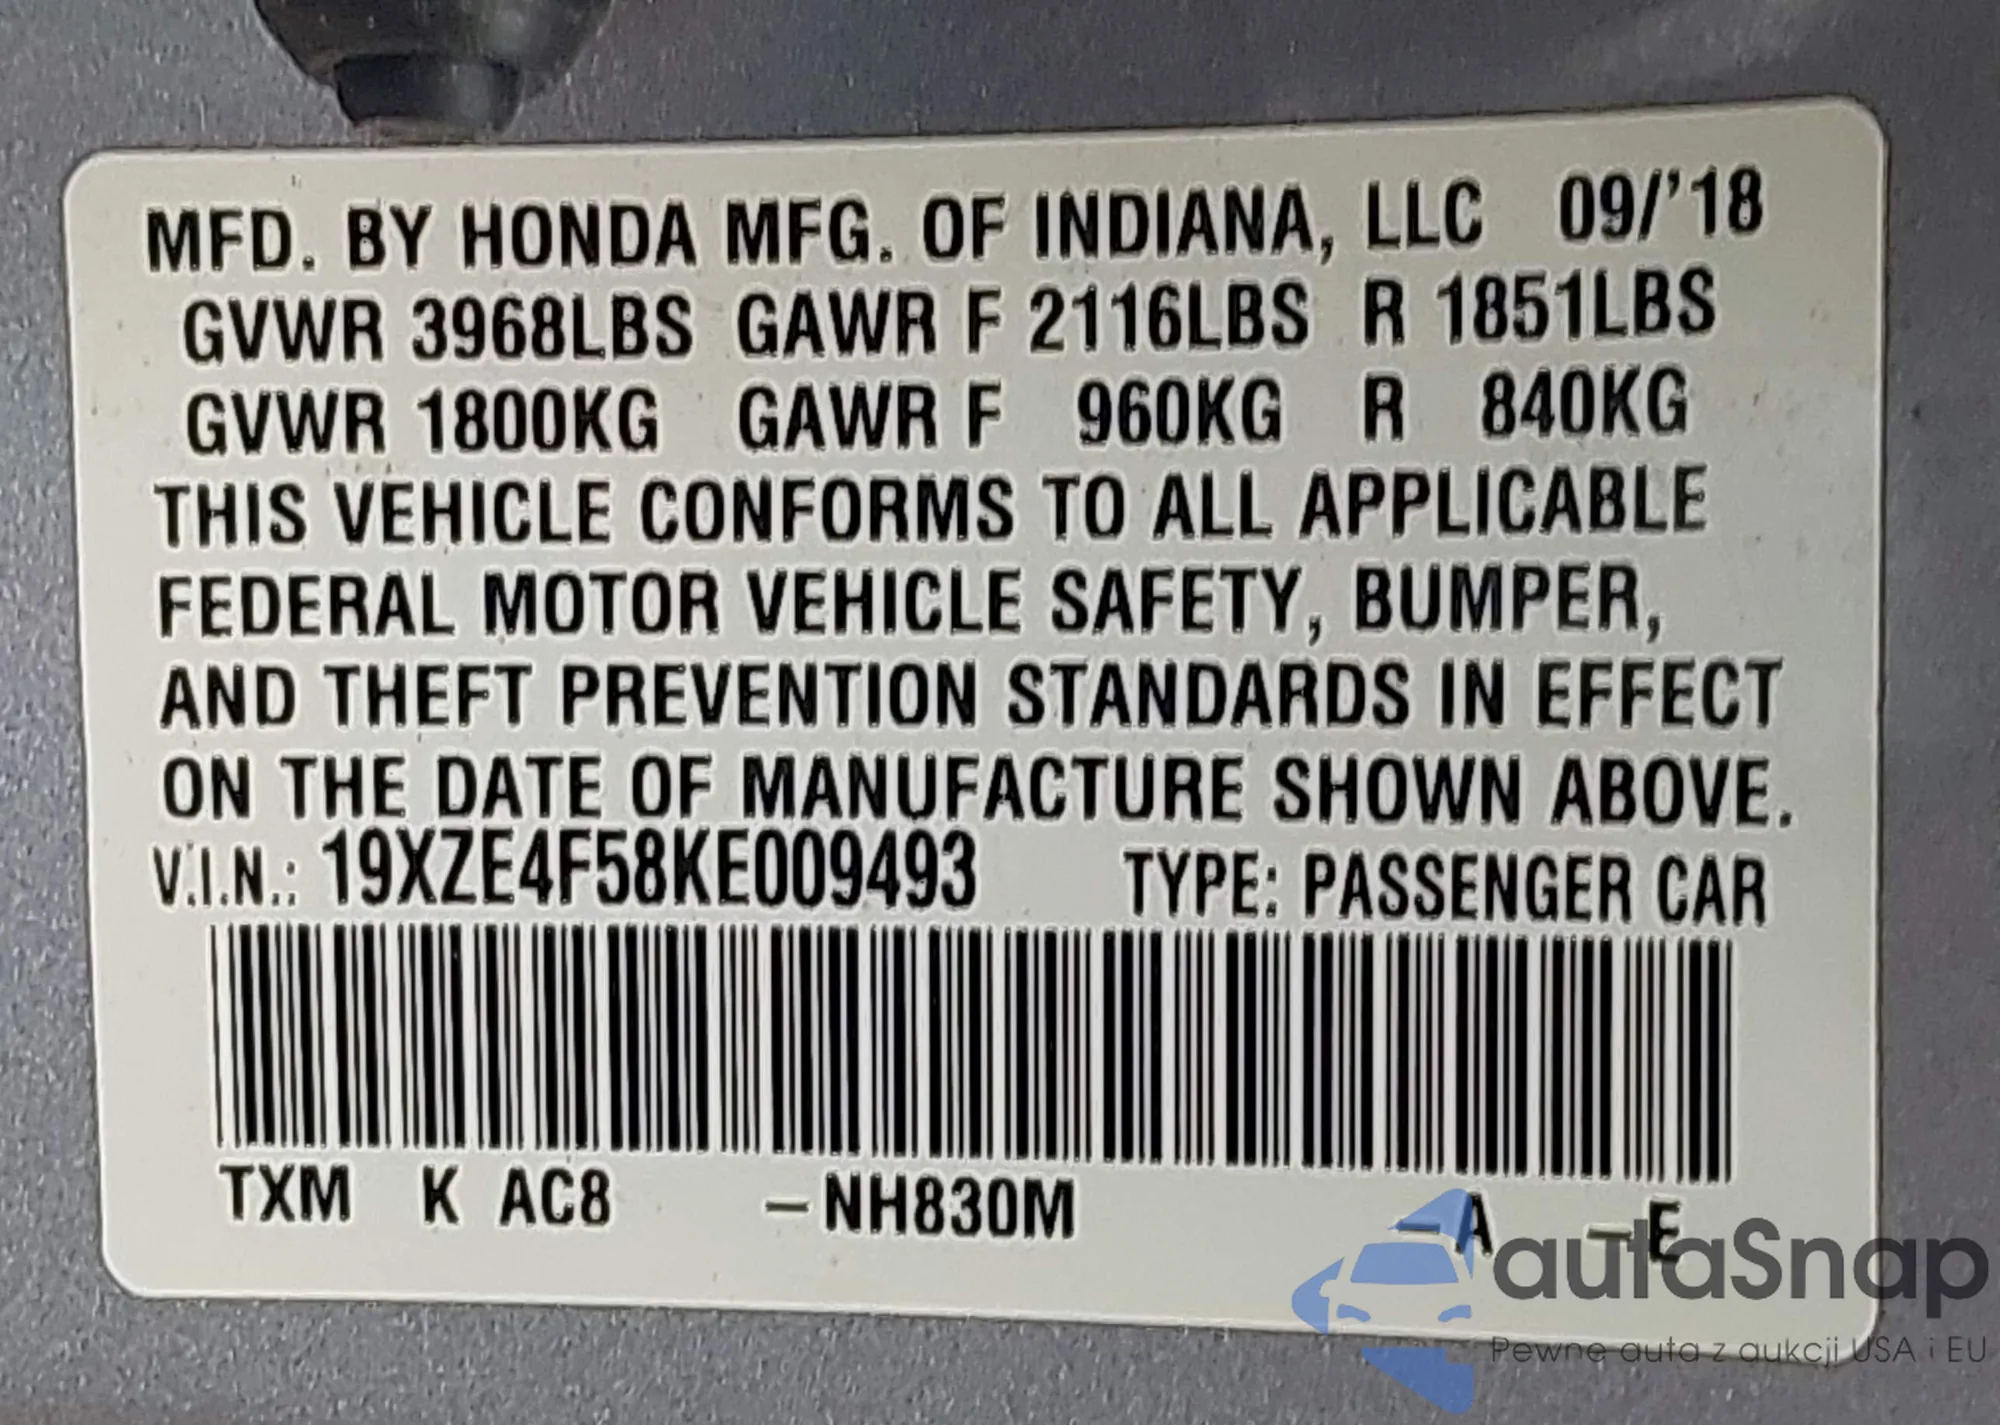 MFD. BY HONDA MFG. OF INDIANA, LLC 09/'18
GVWR 3968LBS GAWR F 2116LBS R 1851LBS
GVWR 1800KG GAWR F 960KG R 840KG
THIS VEHICLE CONFORMS TO ALL APPLICABLE
FEDERAL MOTOR VEHICLE SAFETY, BUMPER,
AND THEFT PREVENTION STANDARDS IN EFFECT
ON THE DATE OF MANUFACTURE SHOWN ABOVE.
V.I.N.: 19XZE4F58KE009493 TYPE: PASSENGER CAR
TXM K AC8 –NH830M –A –E
autaSnap
Pewne auta z aukcji USA i EU